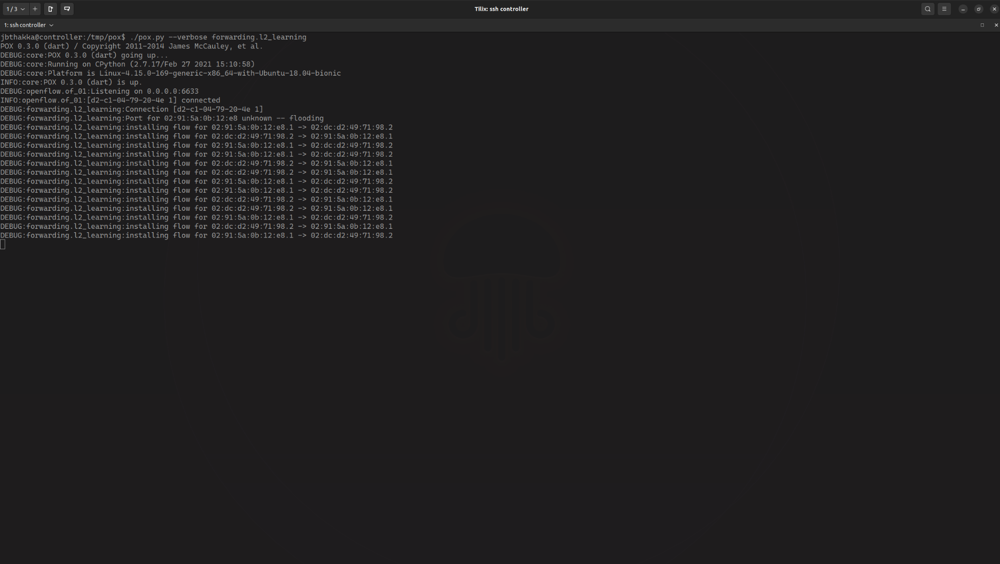 1 / 3
Tilix: ssh controller
1: ssh controller
jbthakka@controller:/tmp/pox$ ./pox.py --verbose forwarding.l2_learning
POX 0.3.0 (dart) / Copyright 2011-2014 James McCauley, et al.
DEBUG:core:POX 0.3.0 (dart) going up...
DEBUG:core:Running on CPython (2.7.17/Feb 27 2021 15:10:58)
DEBUG:core:Platform is Linux-4.15.0-169-generic-x86_64-with-Ubuntu-18.04-bionic
INFO:core:POX 0.3.0 (dart) is up.
DEBUG:openflow.of_01:Listening on 0.0.0.0:6633
INFO:openflow.of_01:[d2-c1-04-79-20-4e 1] connected
DEBUG:forwarding.l2_learning:Connection [d2-c1-04-79-20-4e 1]
DEBUG:forwarding.l2_learning:Port for 02:91:5a:0b:12:e8 unknown -- flooding
DEBUG:forwarding.l2_learning:installing flow for 02:91:5a:0b:12:e8.1 -> 02:dc:d2:49:71:98.2
DEBUG:forwarding.l2_learning:installing flow for 02:dc:d2:49:71:98.2 -> 02:91:5a:0b:12:e8.1
DEBUG:forwarding.l2_learning:installing flow for 02:91:5a:0b:12:e8.1 -> 02:dc:d2:49:71:98.2
DEBUG:forwarding.l2_learning:installing flow for 02:91:5a:0b:12:e8.1 -> 02:dc:d2:49:71:98.2
DEBUG:forwarding.l2_learning:installing flow for 02:dc:d2:49:71:98.2 -> 02:91:5a:0b:12:e8.1
DEBUG:forwarding.l2_learning:installing flow for 02:dc:d2:49:71:98.2 -> 02:91:5a:0b:12:e8.1
DEBUG:forwarding.l2_learning:installing flow for 02:91:5a:0b:12:e8.1 -> 02:dc:d2:49:71:98.2
DEBUG:forwarding.l2_learning:installing flow for 02:91:5a:0b:12:e8.1 -> 02:dc:d2:49:71:98.2
DEBUG:forwarding.l2_learning:installing flow for 02:dc:d2:49:71:98.2 -> 02:91:5a:0b:12:e8.1
DEBUG:forwarding.l2_learning:installing flow for 02:dc:d2:49:71:98.2 -> 02:91:5a:0b:12:e8.1
DEBUG:forwarding.l2_learning:installing flow for 02:91:5a:0b:12:e8.1 -> 02:dc:d2:49:71:98.2
DEBUG:forwarding.l2_learning:installing flow for 02:dc:d2:49:71:98.2 -> 02:91:5a:0b:12:e8.1
DEBUG:forwarding.l2_learning:installing flow for 02:91:5a:0b:12:e8.1 -> 02:dc:d2:49:71:98.2